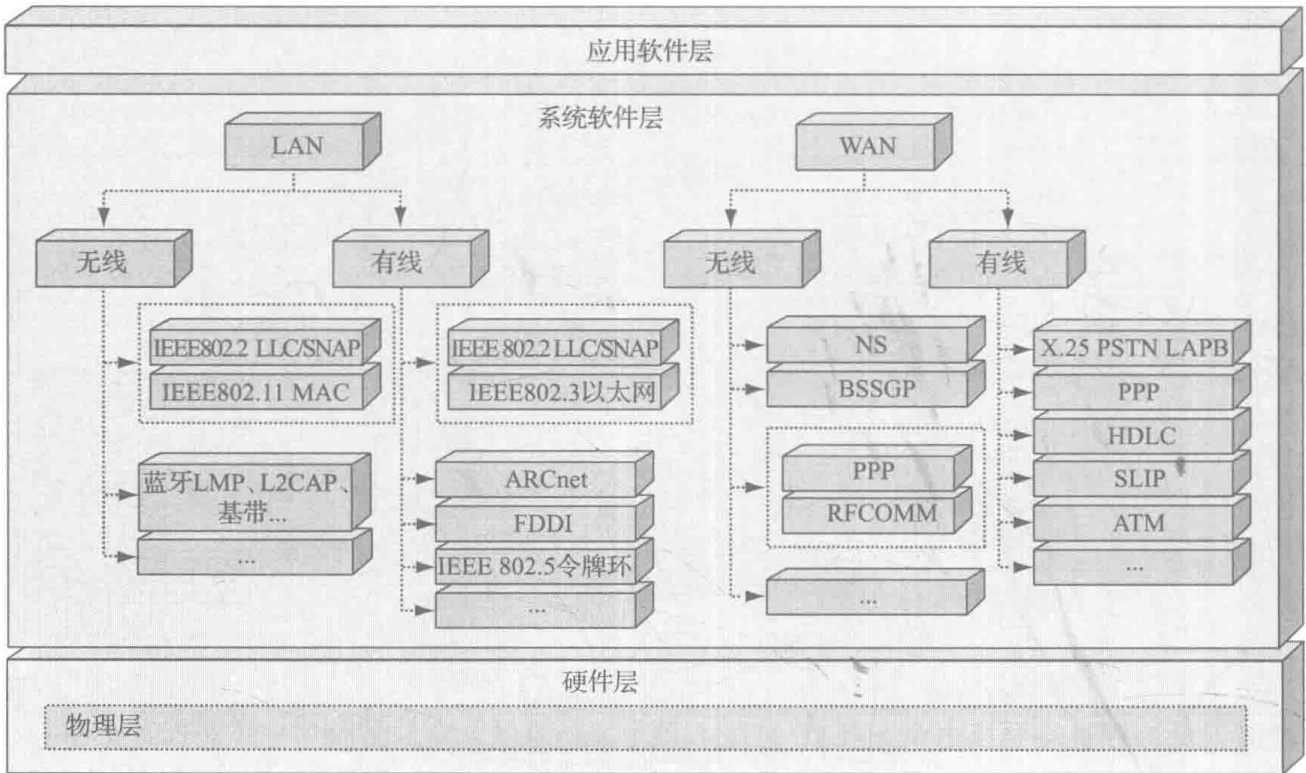 应用软件层
系统软件层
LAN
无线
IEEE802.2 LLC/SNAP
IEEE802.11 MAC
蓝牙LMP、L2CAP、
基带...
...
有线
IEEE 802.2 LLC/SNAP
IEEE802.3以太网
ARCnet
FDDI
IEEE 802.5令牌环
...
WAN
无线
NS
BSSGP
PPP
RFCOMM
...
有线
X.25 PSTN LAPB
PPP
HDLC
SLIP
ATM
...
硬件层
物理层